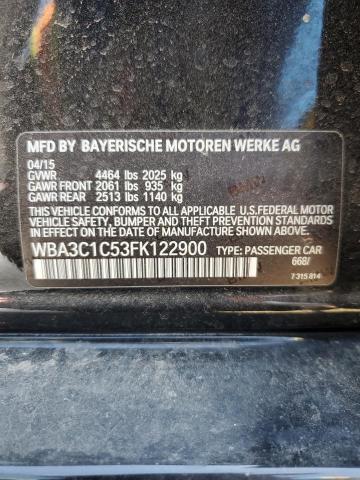 MFD BY BAYERISCHE MOTOREN WERKE AG
04/15
GVWR 4464 lbs 2025 kg
GAWR FRONT 2061 lbs 935 kg
GAWR REAR 2513 lbs 1140 kg
THIS VEHICLE CONFORMS TO ALL APPLICABLE U.S.FEDERAL MOTOR
VEHICLE SAFETY, BUMPER, AND THEFT PREVENTION STANDARDS
IN EFFECT ON THE DATE OF MANUFACTURE SHOWN ABOVE.
WBA3C1C53FK122900 TYPE: PASSENGER CAR
668/
7 315 814